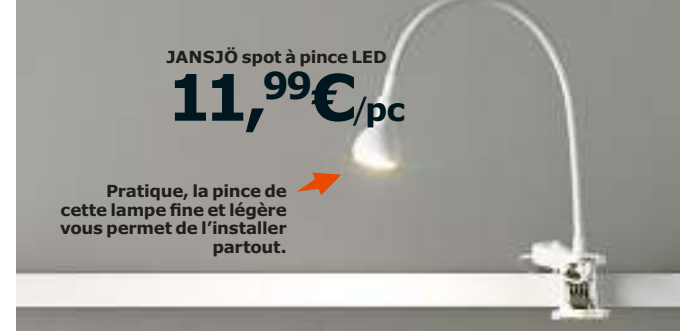 JANSJÖ spot à pince LED
11,99€/pc
Pratique, la pince de
cette lampe fine et légère
vous permet de l’installer
partout.